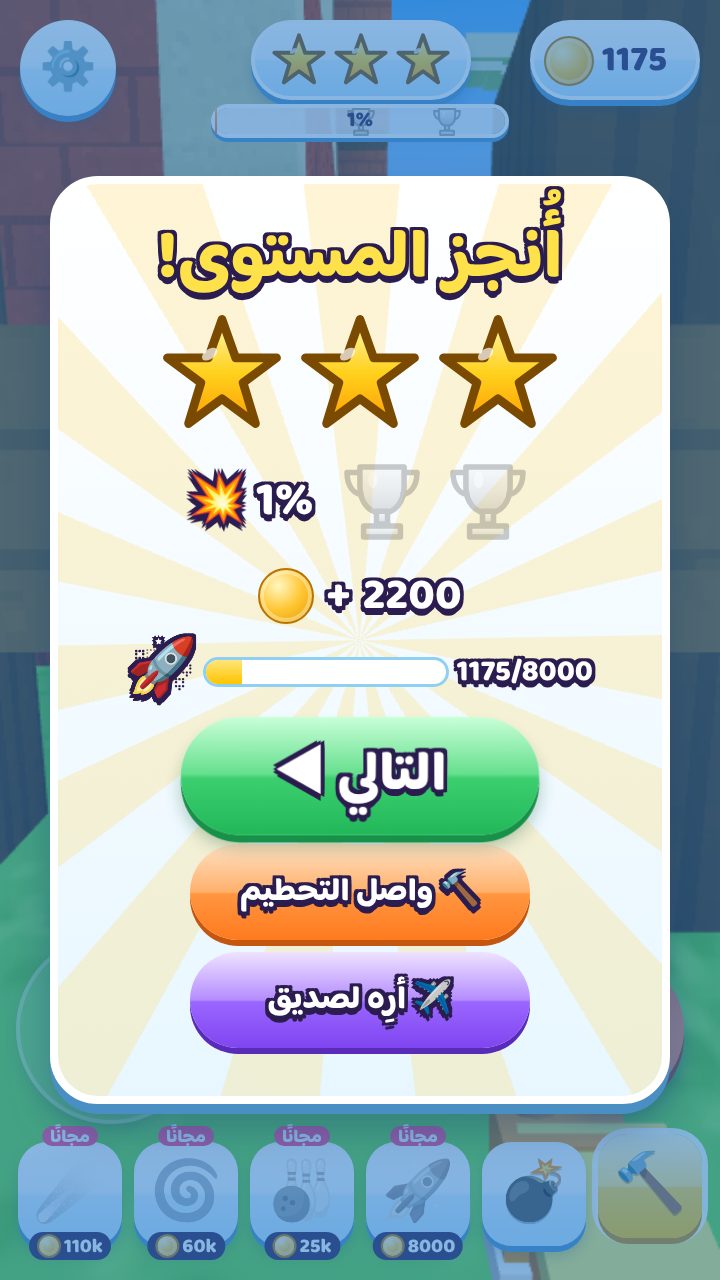 1175
1%
أُنجز المستوى!
1%
+ 2200
1175/8000
التالي
واصل التحطيم
أرِه لصديق
مجانًا مجانًا مجانًا مجانًا
110k 60k 25k 8000